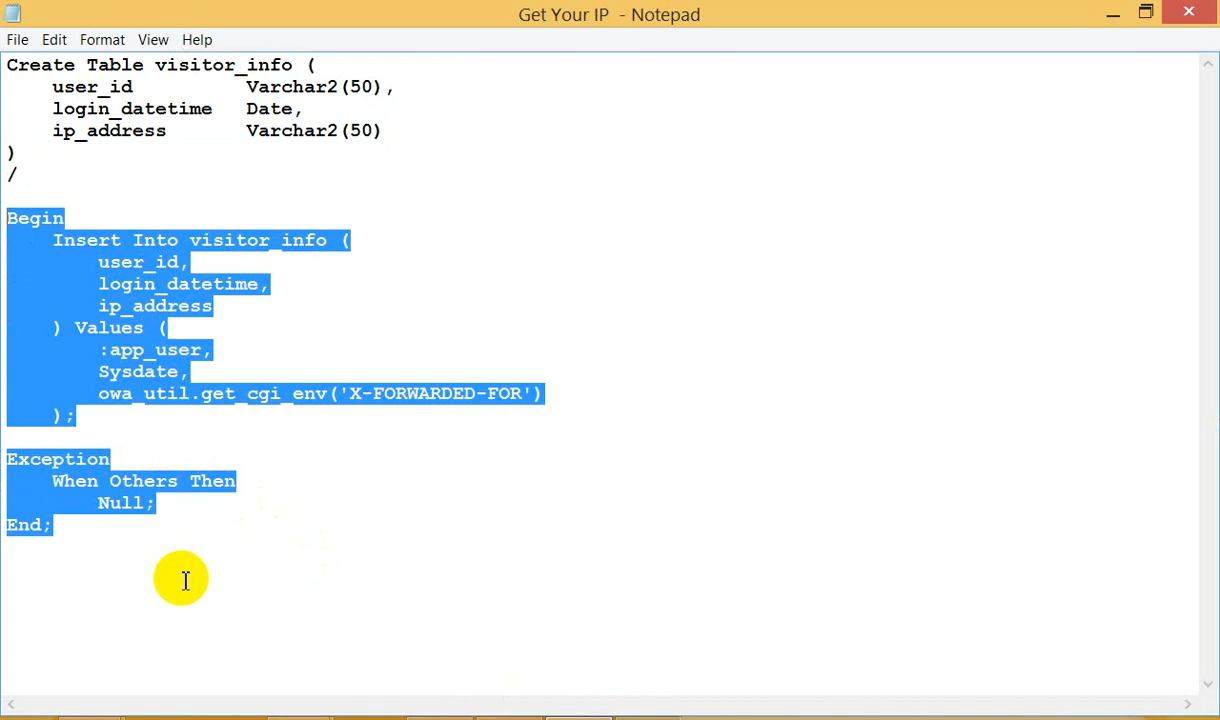 Get Your IP - Notepad
File Edit Format View Help
Create Table visitor_info (
    user_id          Varchar2(50),
    login_datetime   Date,
    ip_address       Varchar2(50)
)
/

Begin
    Insert Into visitor_info (
        user_id,
        login_datetime,
        ip_address
    ) Values (
        :app_user,
        Sysdate,
        owa_util.get_cgi_env('X-FORWARDED-FOR')
    );

Exception
    When Others Then
        Null;
End;